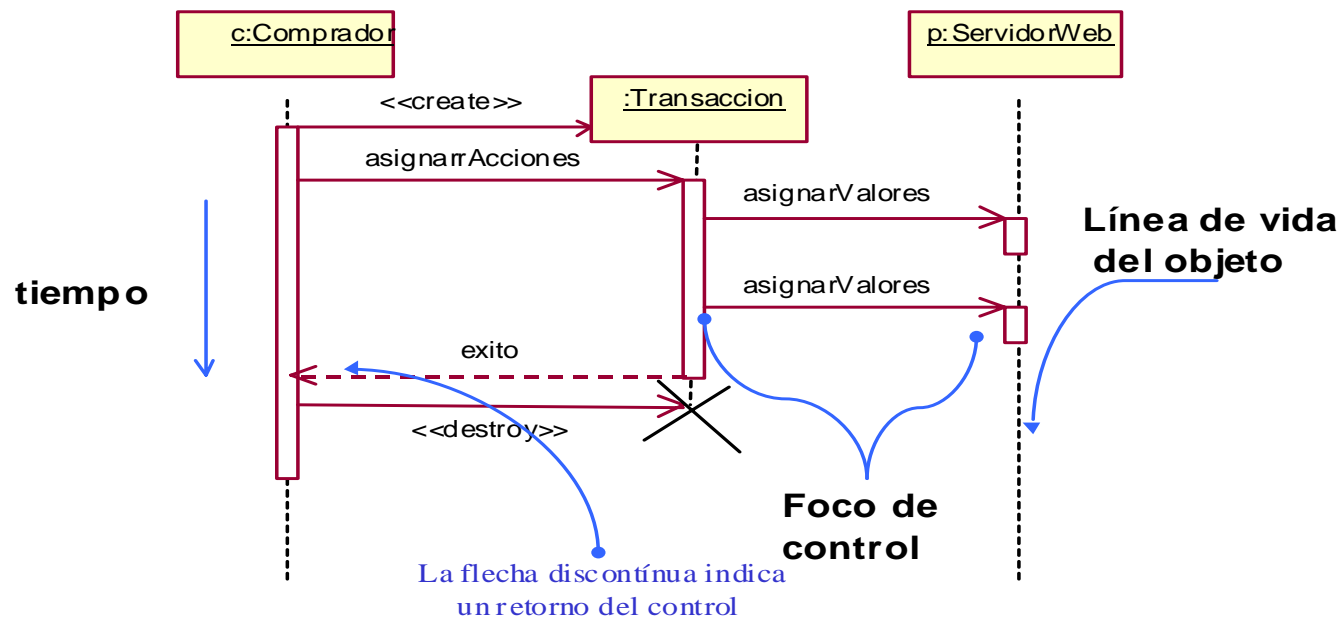 c:Comprador
p:ServidorWeb
<<create>>
:Transaccion
asignarrAcciones
asignarValores
Línea de vida
del objeto
asignarValores
tiempo
exito
<<destroy>>
Foco de
control
La flecha discontínua indica
un retorno del control